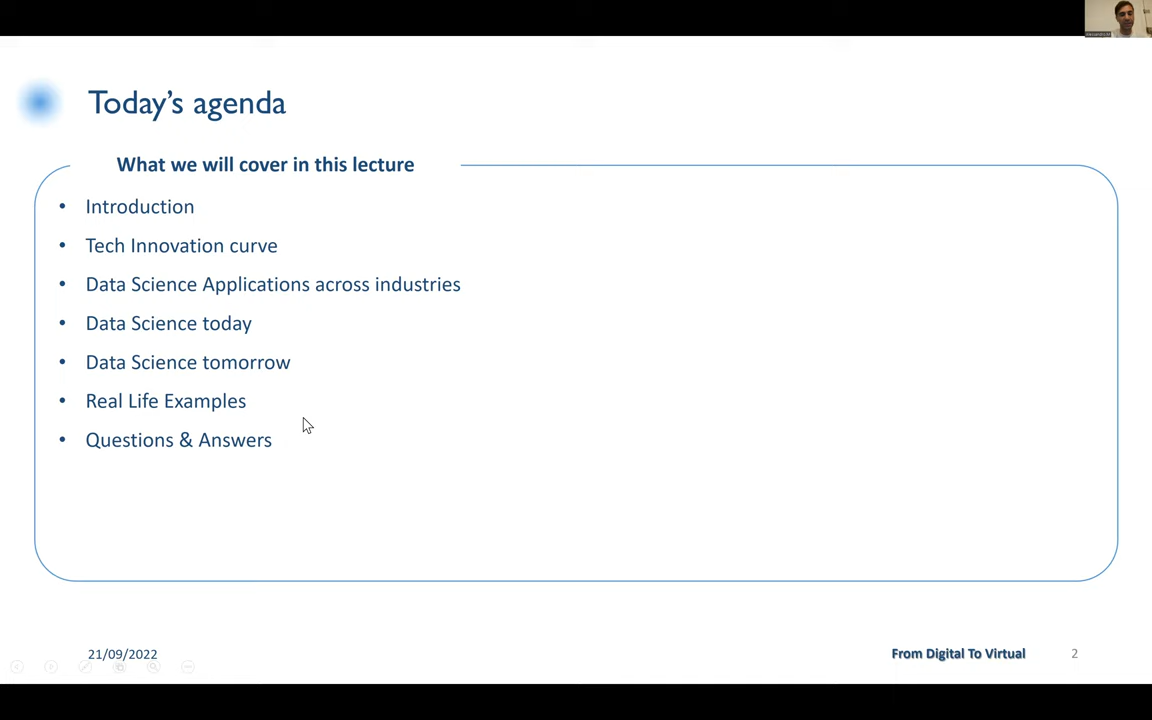 Today's agenda
What we will cover in this lecture
• Introduction
• Tech Innovation curve
• Data Science Applications across industries
• Data Science today
• Data Science tomorrow
• Real Life Examples
• Questions & Answers
21/09/2022
From Digital To Virtual
2